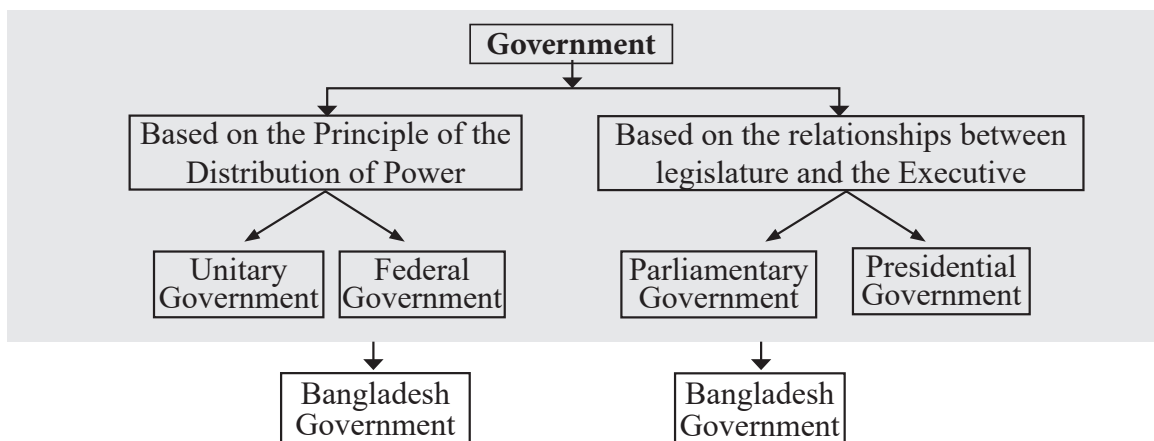 Government
Based on the Principle of the
Distribution of Power
Based on the relationships between
legislature and the Executive
Unitary
Government
Federal
Government
Parliamentary
Government
Presidential
Government
Bangladesh
Government
Bangladesh
Government